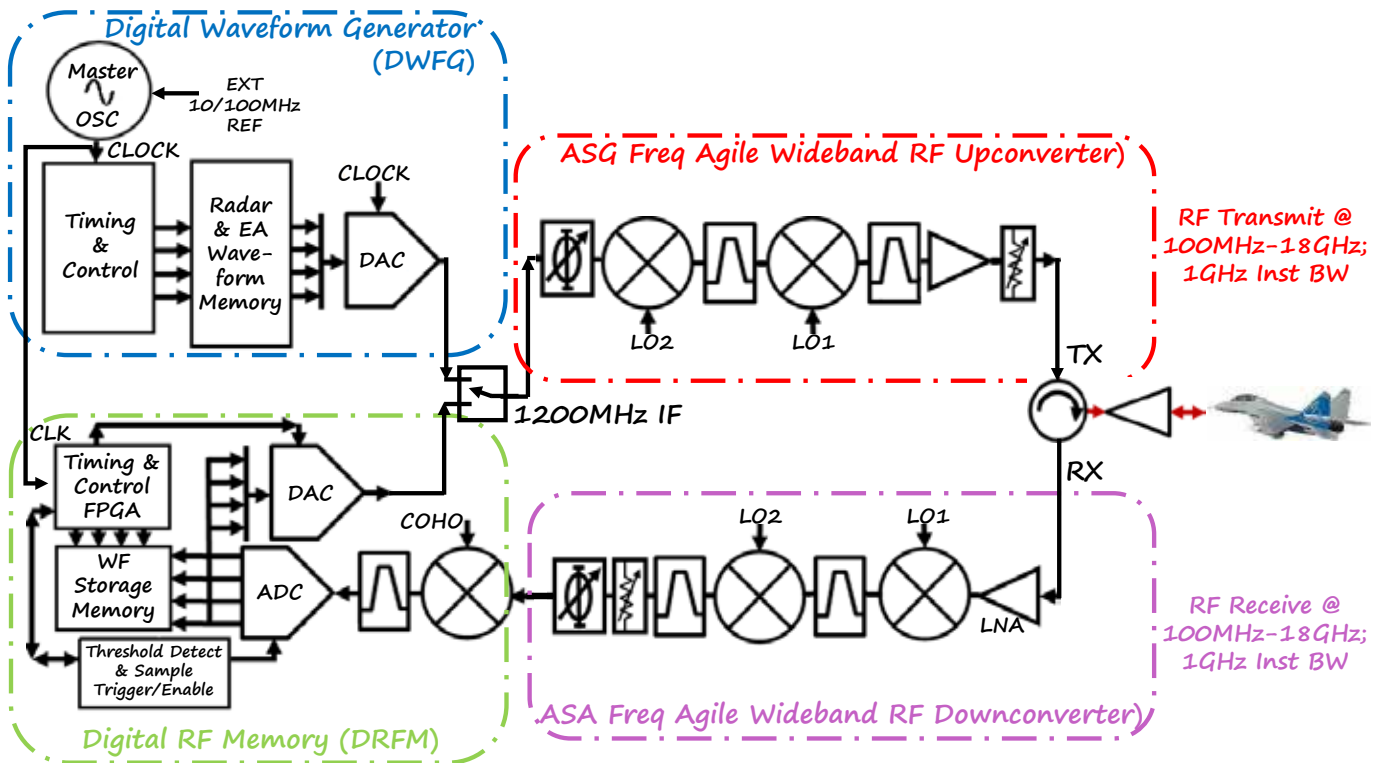 Digital Waveform Generator
(DWFG)
Master
OSC
EXT
10/100MHz
REF
CLOCK
Timing
&
Control
Radar
& EA
Wave-
form
Memory
CLOCK
DAC
ASG Freq Agile Wideband RF Upconverter)
LO2
LO1
RF Transmit @
100MHz-18GHz;
1GHz Inst BW
TX
1200MHz IF
RX
CLK
Timing &
Control
FPGA
DAC
WF
Storage
Memory
ADC
Threshold Detect
& Sample
Trigger/Enable
COHO
Digital RF Memory (DRFM)
LO2
LO1
LNA
RF Receive @
100MHz-18GHz;
1GHz Inst BW
ASA Freq Agile Wideband RF Downconverter)